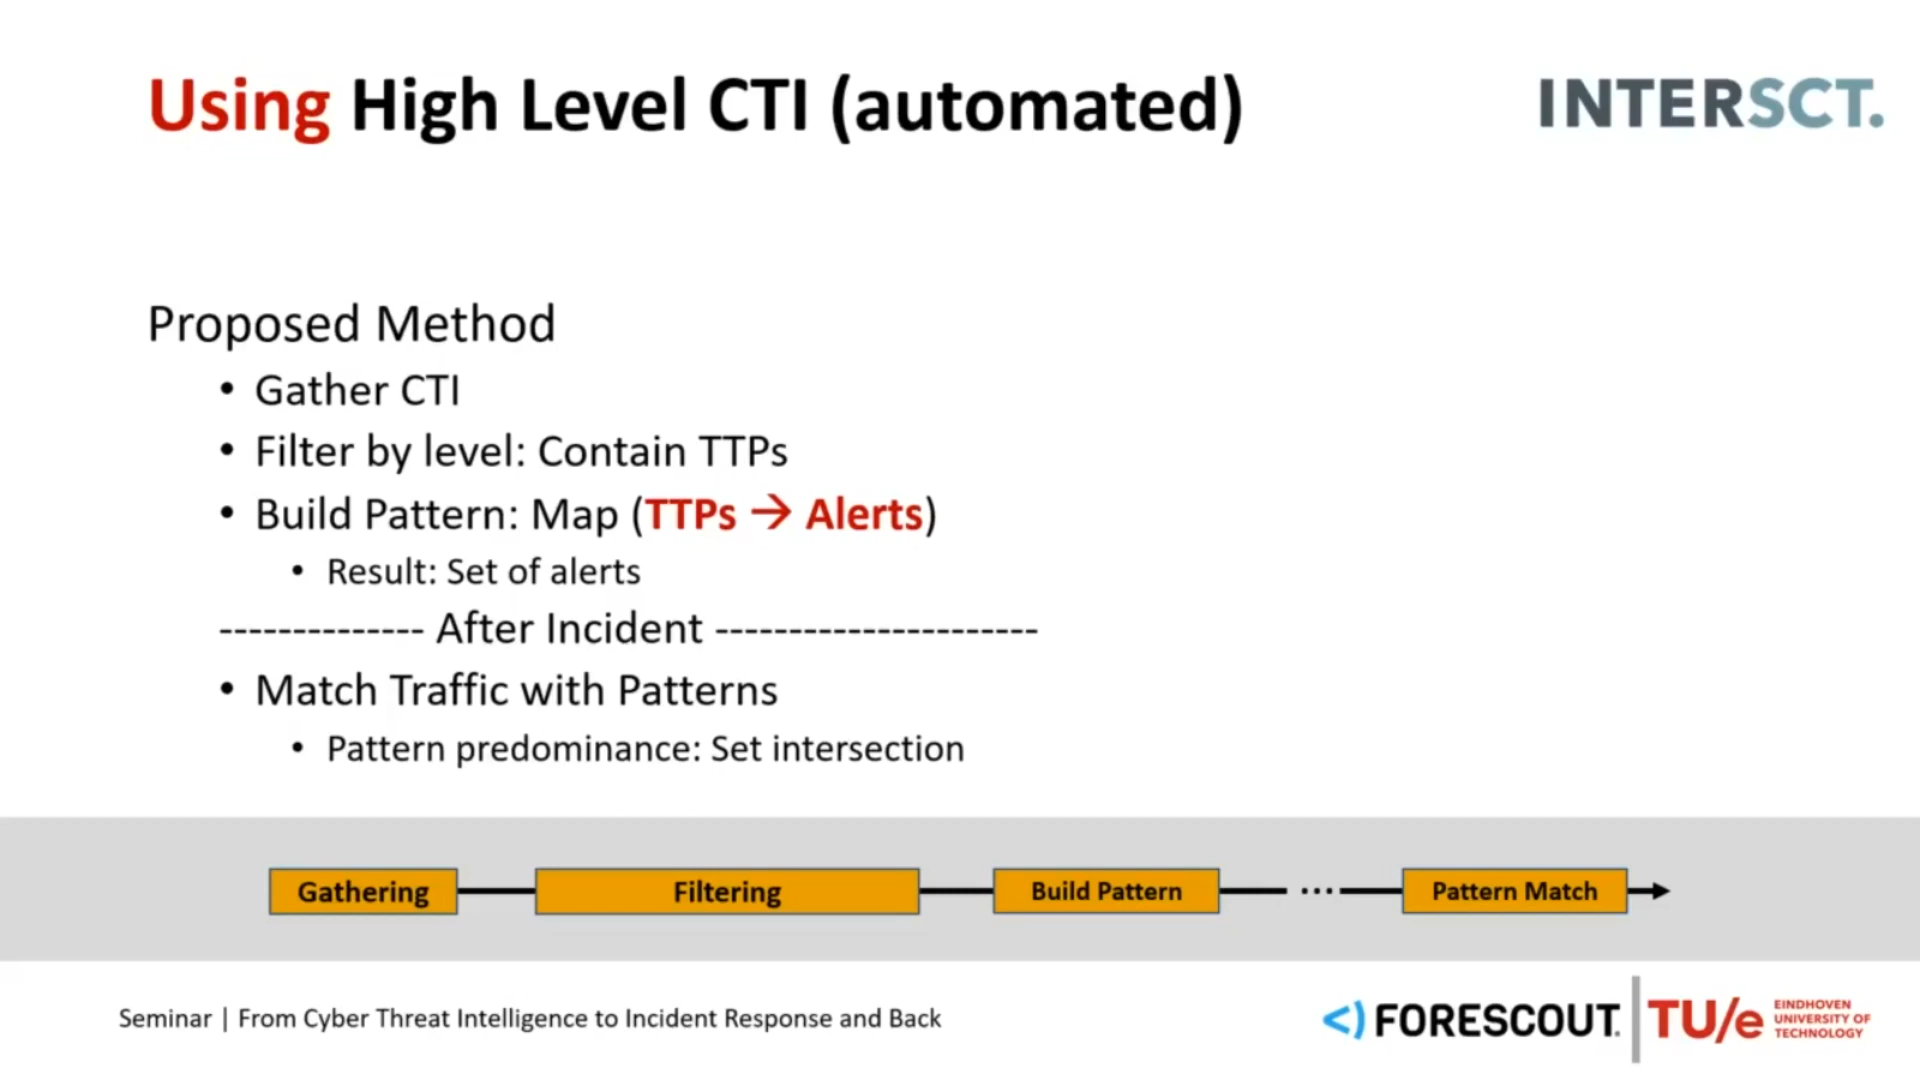 Using High Level CTI (automated)
INTERSCT.
Proposed Method
• Gather CTI
• Filter by level: Contain TTPs
• Build Pattern: Map (TTPs → Alerts)
• Result: Set of alerts
-------------- After Incident ----------------------
• Match Traffic with Patterns
• Pattern predominance: Set intersection
Gathering
Filtering
Build Pattern
...
Pattern Match
Seminar | From Cyber Threat Intelligence to Incident Response and Back
<) FORESCOUT.
TU/e
EINDHOVEN
UNIVERSITY OF
TECHNOLOGY